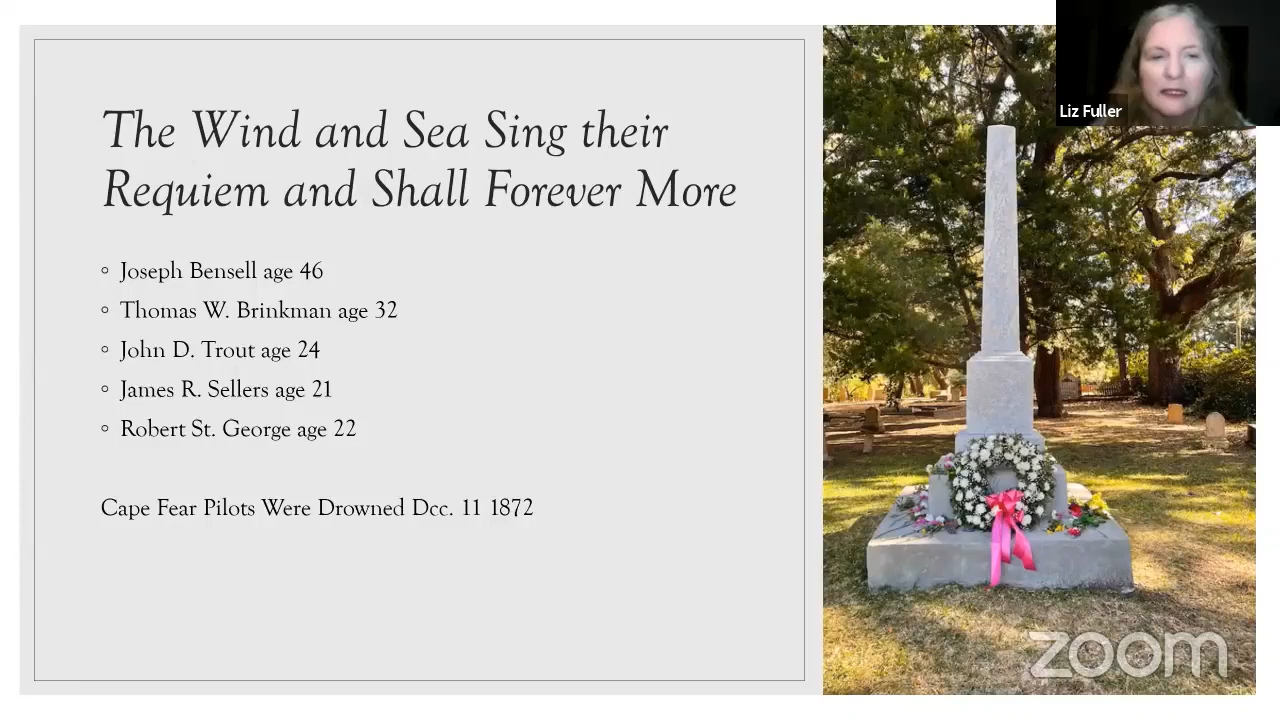 The Wind and Sea Sing their
Requiem and Shall Forever More
Joseph Bensell age 46
Thomas W. Brinkman age 32
John D. Trout age 24
James R. Sellers age 21
Robert St. George age 22
Cape Fear Pilots Were Drowned Dcc. 11 1872
Liz Fuller
zoom